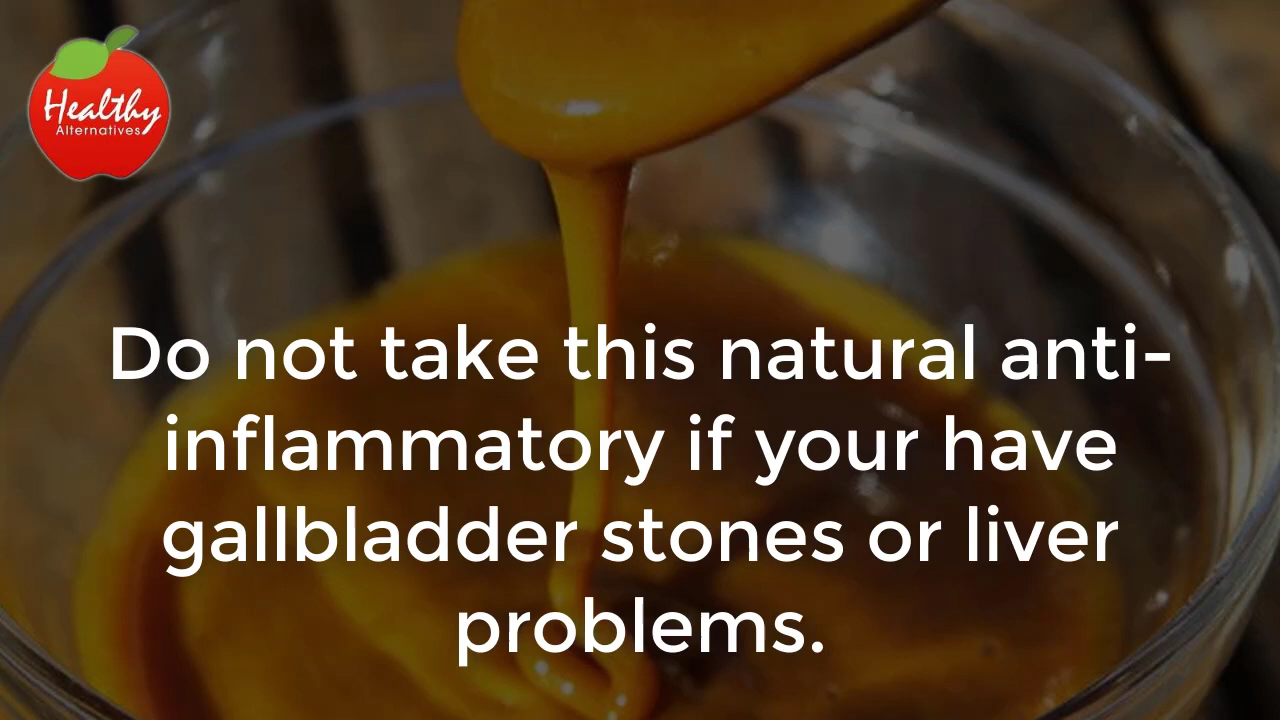 Healthy
Alternatives
Do not take this natural anti-
inflammatory if your have
gallbladder stones or liver
problems.